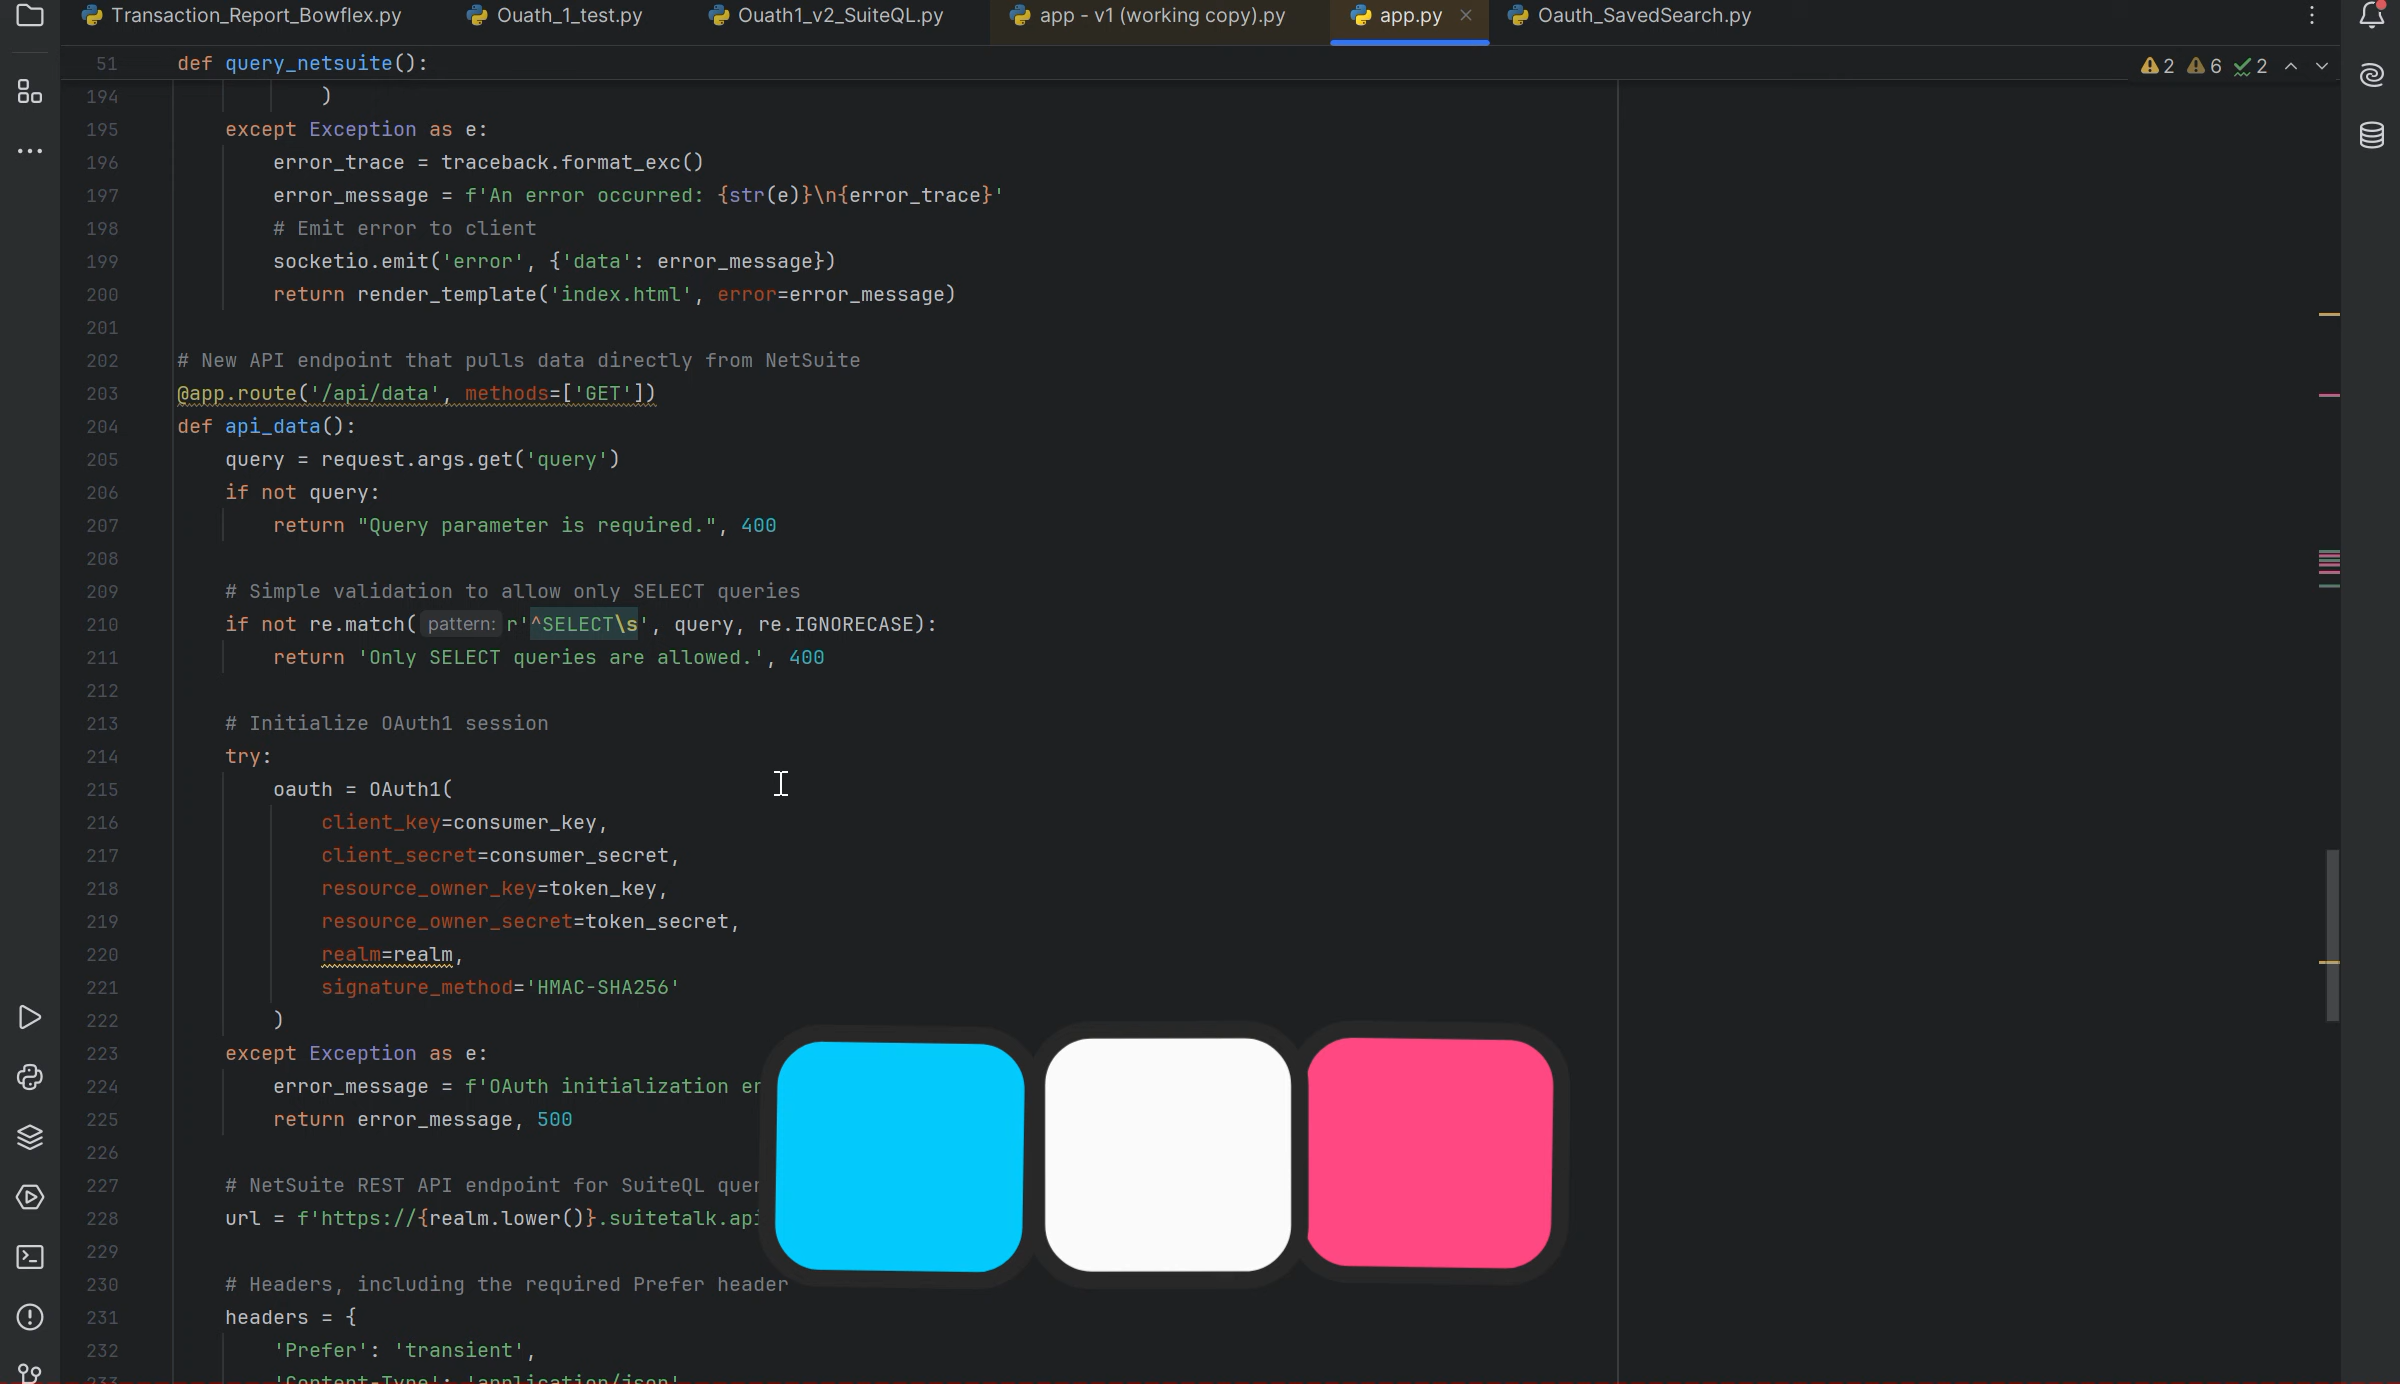 Transaction_Report_Bowflex.py Ouath_1_test.py Ouath1_v2_SuiteQL.py app - v1 (working copy).py app.py Oauth_SavedSearch.py
51 def query_netsuite(): 2 6 2
194 )
195 except Exception as e:
196 error_trace = traceback.format_exc()
197 error_message = f'An error occurred: {str(e)}\n{error_trace}'
198 # Emit error to client
199 socketio.emit('error', {'data': error_message})
200 return render_template('index.html', error=error_message)
201
202 # New API endpoint that pulls data directly from NetSuite
203 @app.route('/api/data', methods=['GET'])
204 def api_data():
205 query = request.args.get('query')
206 if not query:
207 return "Query parameter is required.", 400
208
209 # Simple validation to allow only SELECT queries
210 if not re.match( pattern: r'^SELECT\s', query, re.IGNORECASE):
211 return 'Only SELECT queries are allowed.', 400
212
213 # Initialize OAuth1 session
214 try:
215 oauth = OAuth1(
216 client_key=consumer_key,
217 client_secret=consumer_secret,
218 resource_owner_key=token_key,
219 resource_owner_secret=token_secret,
220 realm=realm,
221 signature_method='HMAC-SHA256'
222 )
223 except Exception as e:
224 error_message = f'OAuth initialization er
225 return error_message, 500
226
227 # NetSuite REST API endpoint for SuiteQL quer
228 url = f'https://{realm.lower()}.suitetalk.api
229
230 # Headers, including the required Prefer header
231 headers = {
232 'Prefer': 'transient',
233 'Content-Type': 'application/json'